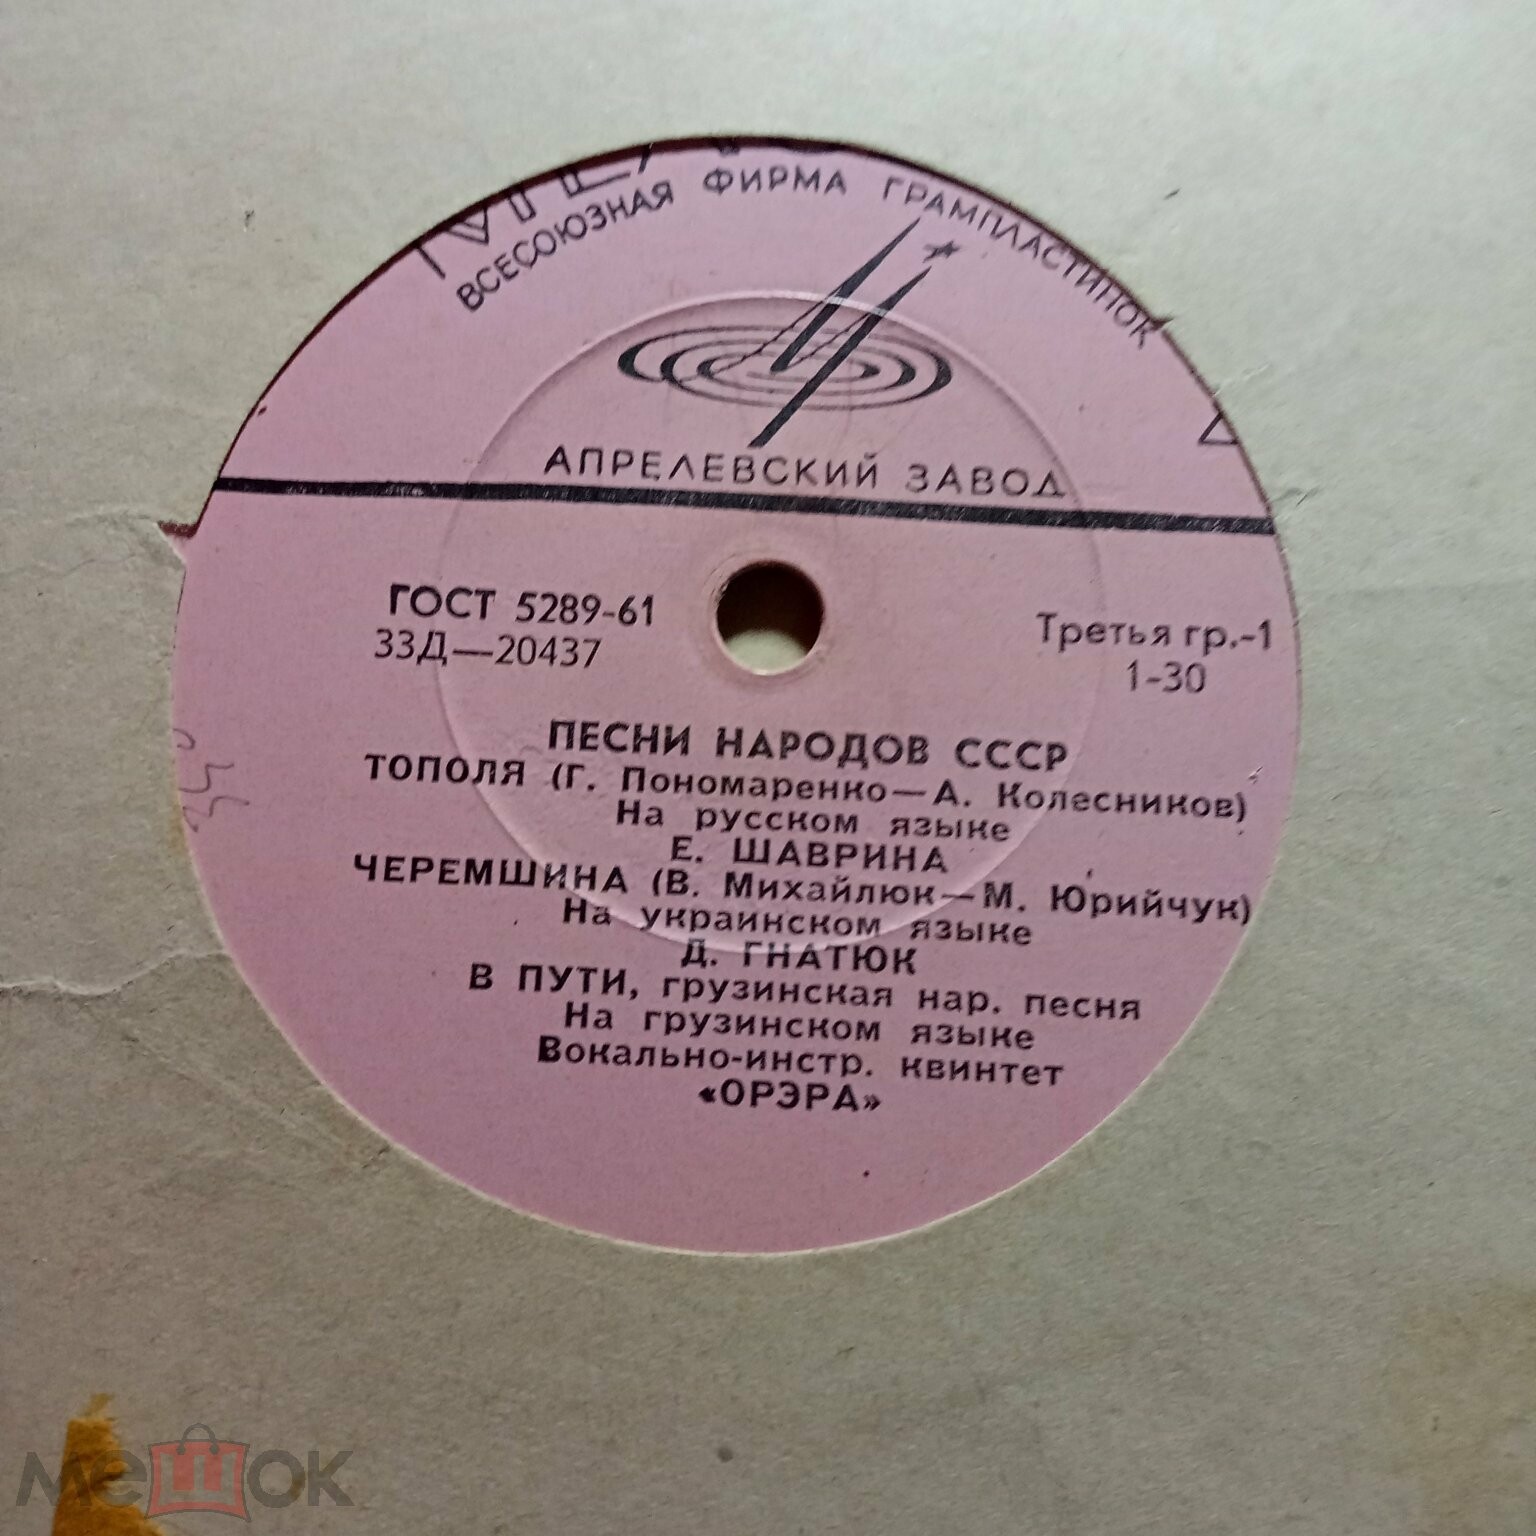 ВСЕСОЮЗНАЯ ФИРМА ГРАМПЛАСТИНОК
АПРЕЛЕВСКИЙ ЗАВОД
ГОСТ 5289-61
33Д—20437
Третья гр.-1
1-30
ПЕСНИ НАРОДОВ СССР
ТОПОЛЯ (Г. Пономаренко—А. Колесников)
На русском языке
Е. ШАВРИНА
ЧЕРЕМШИНА (В. Михайлюк—М. Юрийчук)
На украинском языке
Д. ГНАТЮК
В ПУТИ, грузинская нар. песня
На грузинском языке
Вокально-инстр. квинтет
«ОРЭРА»
мешок